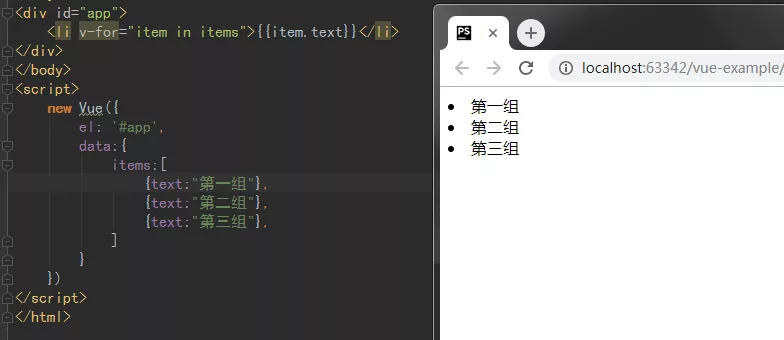 <div id="app">
<li v-for="item in items">{{item.text}}</li>
</div>
</body>
<script>
new Vue({
el: '#app',
data:{
items:[
{text:"第一组"},
{text:"第二组"},
{text:"第三组"},
]
}
})
</script>
</html>
PS
localhost:63342/vue-example/
第一组
第二组
第三组